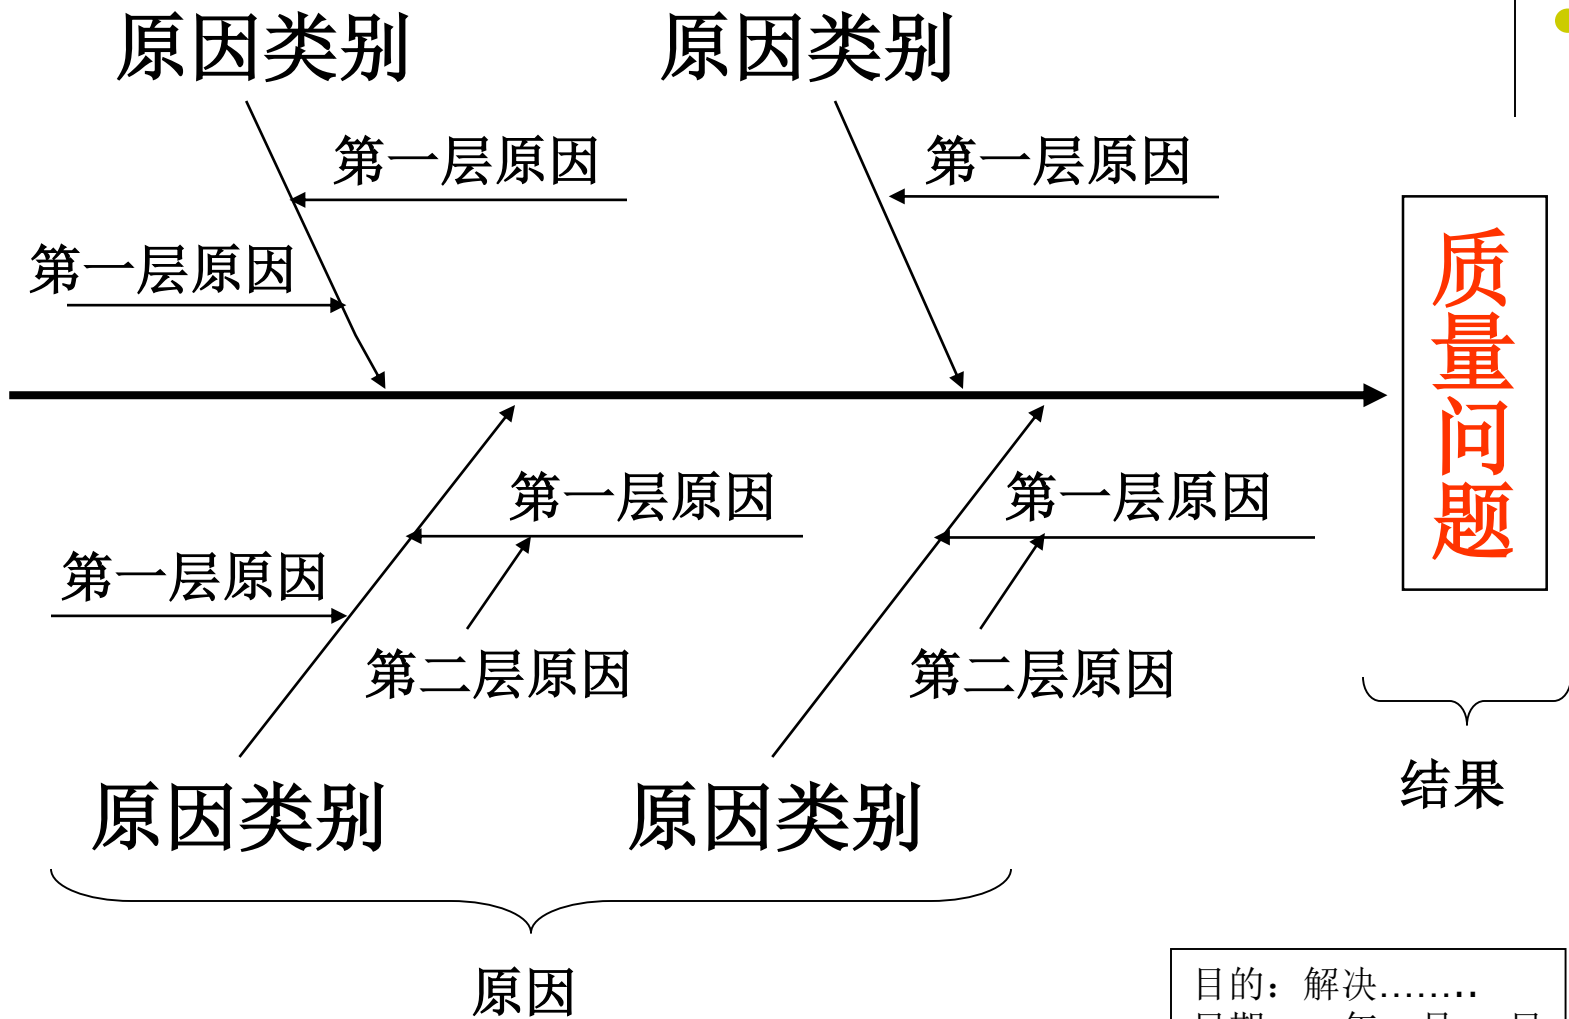 原因类别
原因类别
第一层原因
第一层原因
第一层原因
质量问题
第一层原因
第一层原因
第一层原因
第二层原因
第二层原因
结果
原因类别
原因类别
原因
目的：解决........